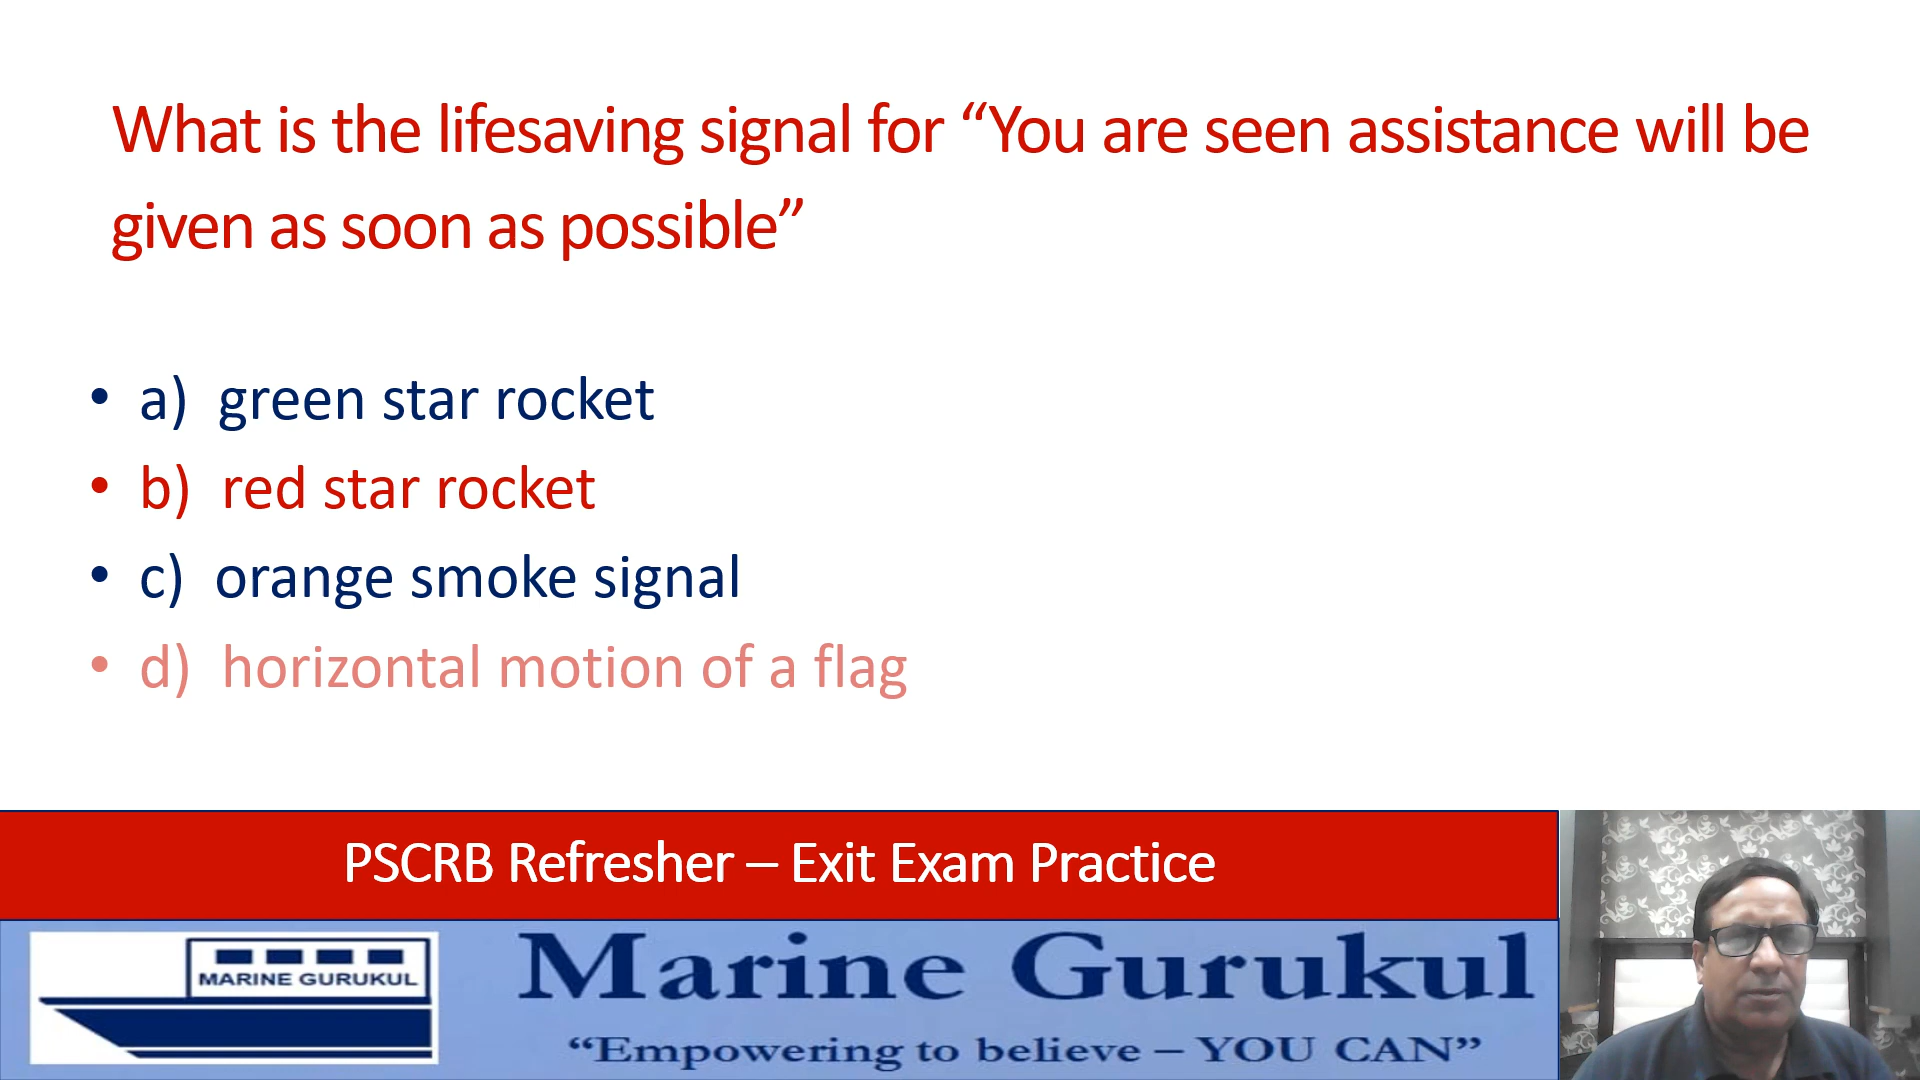 What is the lifesaving signal for “You are seen assistance will be
given as soon as possible”
• a) green star rocket
• b) red star rocket
• c) orange smoke signal
• d) horizontal motion of a flag
PSCRB Refresher – Exit Exam Practice
MARINE GURUKUL
Marine Gurukul
“Empowering to believe – YOU CAN”